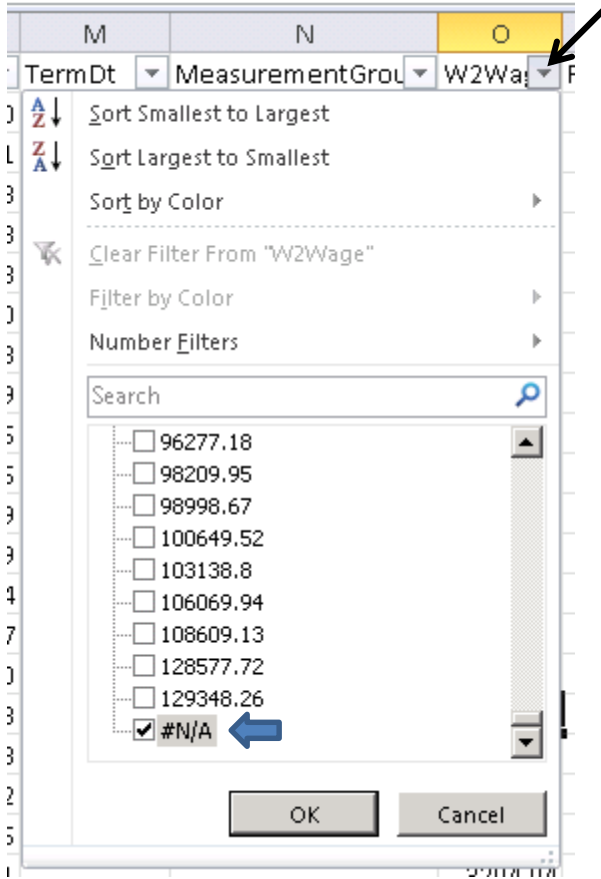 M N O
TermDt MeasurementGrou W2Wag F
Sort Smallest to Largest
Sort Largest to Smallest
Sort by Color
Clear Filter From "W2Wage"
Filter by Color
Number Filters
Search
96277.18
98209.95
98998.67
100649.52
103138.8
106069.94
108609.13
128577.72
129348.26
#N/A
OK Cancel